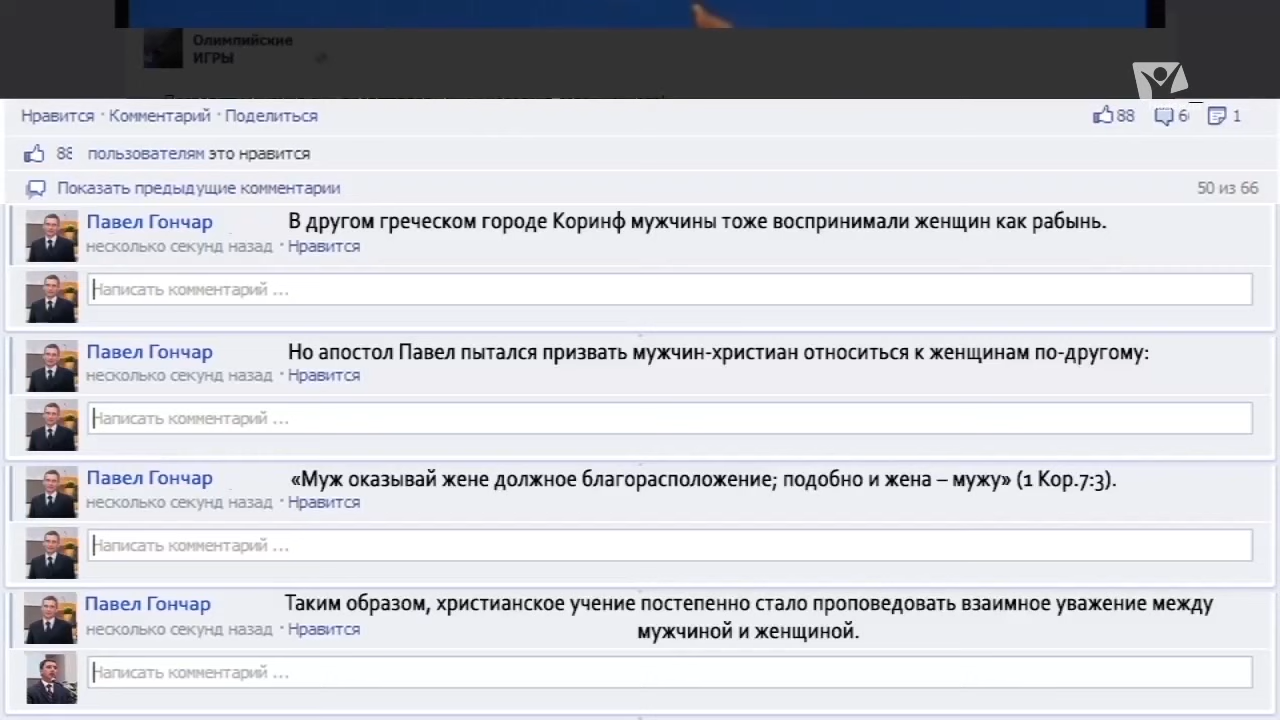 Олимпийские
ИГРЫ
Нравится · Комментарий · Поделиться
88 6 1
88 пользователям это нравится
Показать предыдущие комментарии 50 из 66
Павел Гончар В другом греческом городе Коринф мужчины тоже воспринимали женщин как рабынь.
несколько секунд назад · Нравится
Написать комментарий ...
Павел Гончар Но апостол Павел пытался призвать мужчин-христиан относиться к женщинам по-другому:
несколько секунд назад · Нравится
Написать комментарий ...
Павел Гончар «Муж оказывай жене должное благорасположение; подобно и жена – мужу» (1 Кор.7:3).
несколько секунд назад · Нравится
Написать комментарий ...
Павел Гончар Таким образом, христианское учение постепенно стало проповедовать взаимное уважение между
несколько секунд назад · Нравится мужчиной и женщиной.
Написать комментарий ...